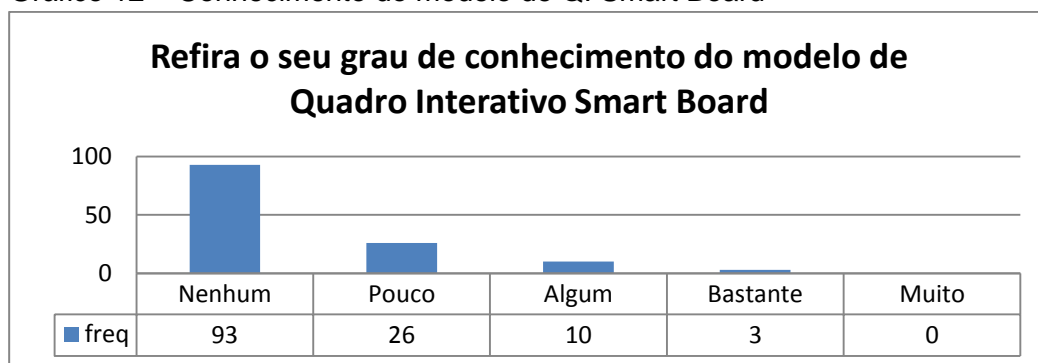 Refira o seu grau de conhecimento do modelo de
Quadro Interativo Smart Board
100
50
0
Nenhum Pouco Algum Bastante Muito
freq 93 26 10 3 0